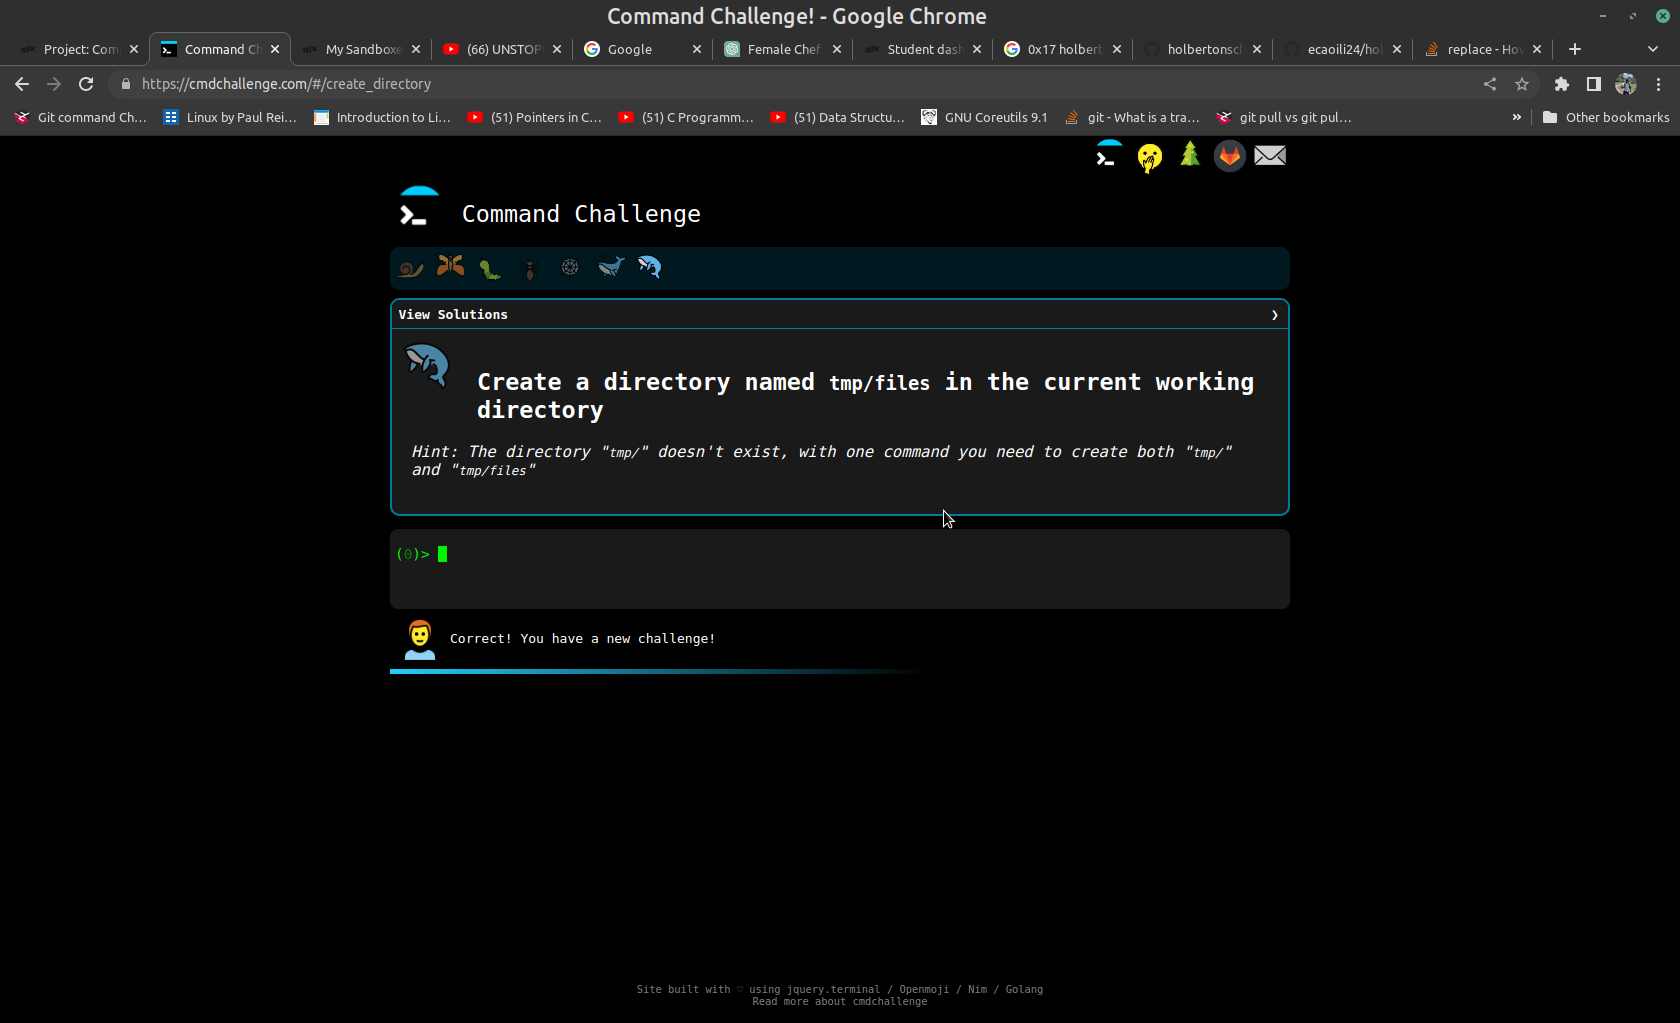 Command Challenge! - Google Chrome
Project: Com
Command Ch
My Sandboxe
(66) UNSTOP
Google
Female Chef
Student dash
0x17 holbert
holbertonsch
ecaoili24/hol
replace - How
https://cmdchallenge.com/#/create_directory
Git command Ch...
Linux by Paul Rei...
Introduction to Li...
(51) Pointers in C...
(51) C Programm...
(51) Data Structu...
GNU Coreutils 9.1
git - What is a tra...
git pull vs git pul...
»
Other bookmarks
Command Challenge
View Solutions
Create a directory named tmp/files in the current working
directory
Hint: The directory "tmp/" doesn't exist, with one command you need to create both "tmp/"
and "tmp/files"
(0)>
Correct! You have a new challenge!
Site built with ♡ using jquery.terminal / Openmoji / Nim / Golang
Read more about cmdchallenge